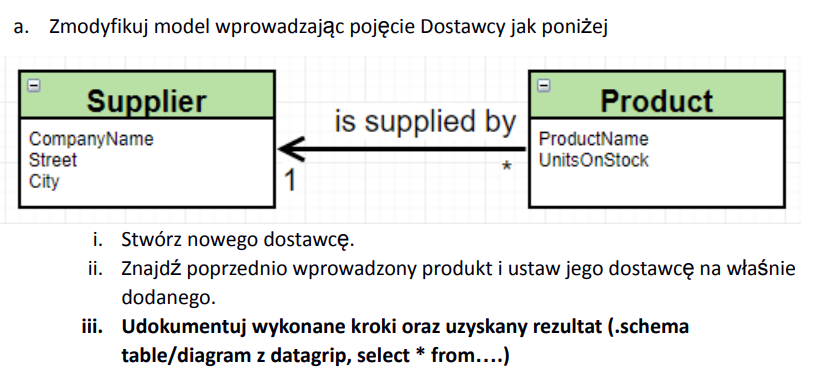 a. Zmodyfikuj model wprowadzając pojęcie Dostawcy jak poniżej
Supplier
CompanyName
Street
City
is supplied by
1
*
Product
ProductName
UnitsOnStock
i. Stwórz nowego dostawcę.
ii. Znajdź poprzednio wprowadzony produkt i ustaw jego dostawcę na właśnie
dodanego.
iii. Udokumentuj wykonane kroki oraz uzyskany rezultat (.schema
table/diagram z datagrip, select * from....)